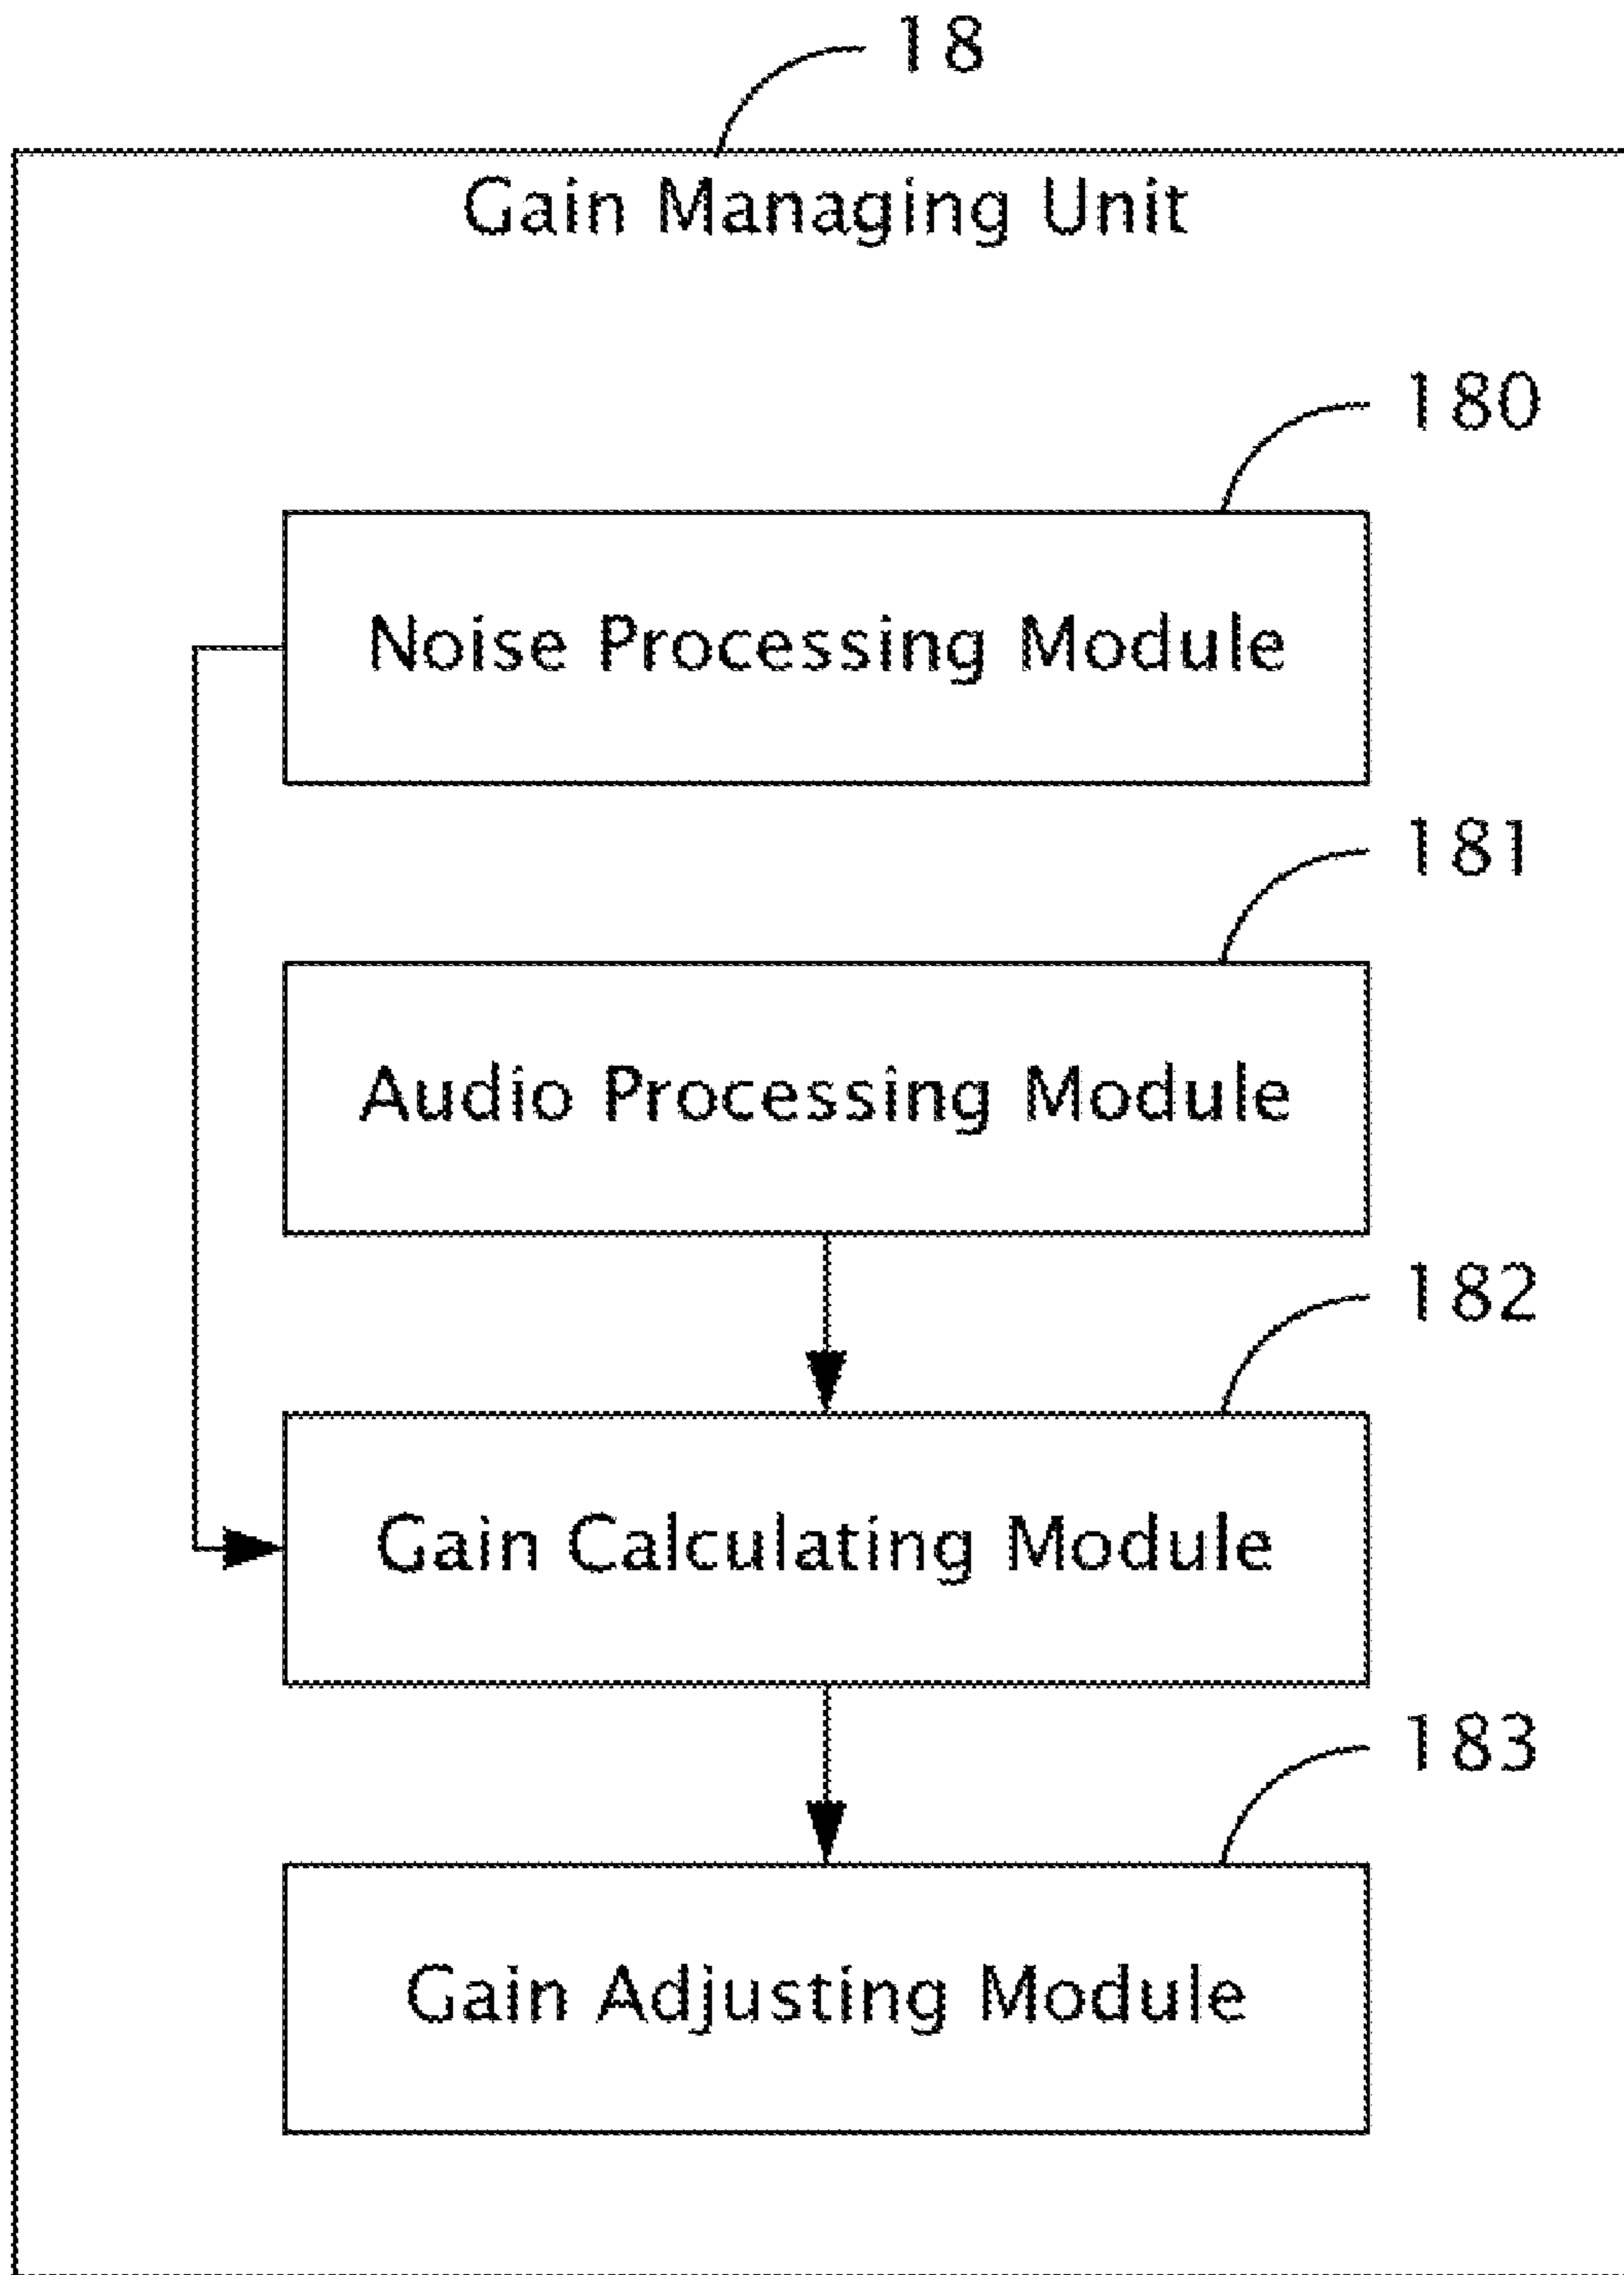 18
Gain Managing Unit
180
Noise Processing Module
181
Audio Processing Module
182
Gain Calculating Module
183
Gain Adjusting Module